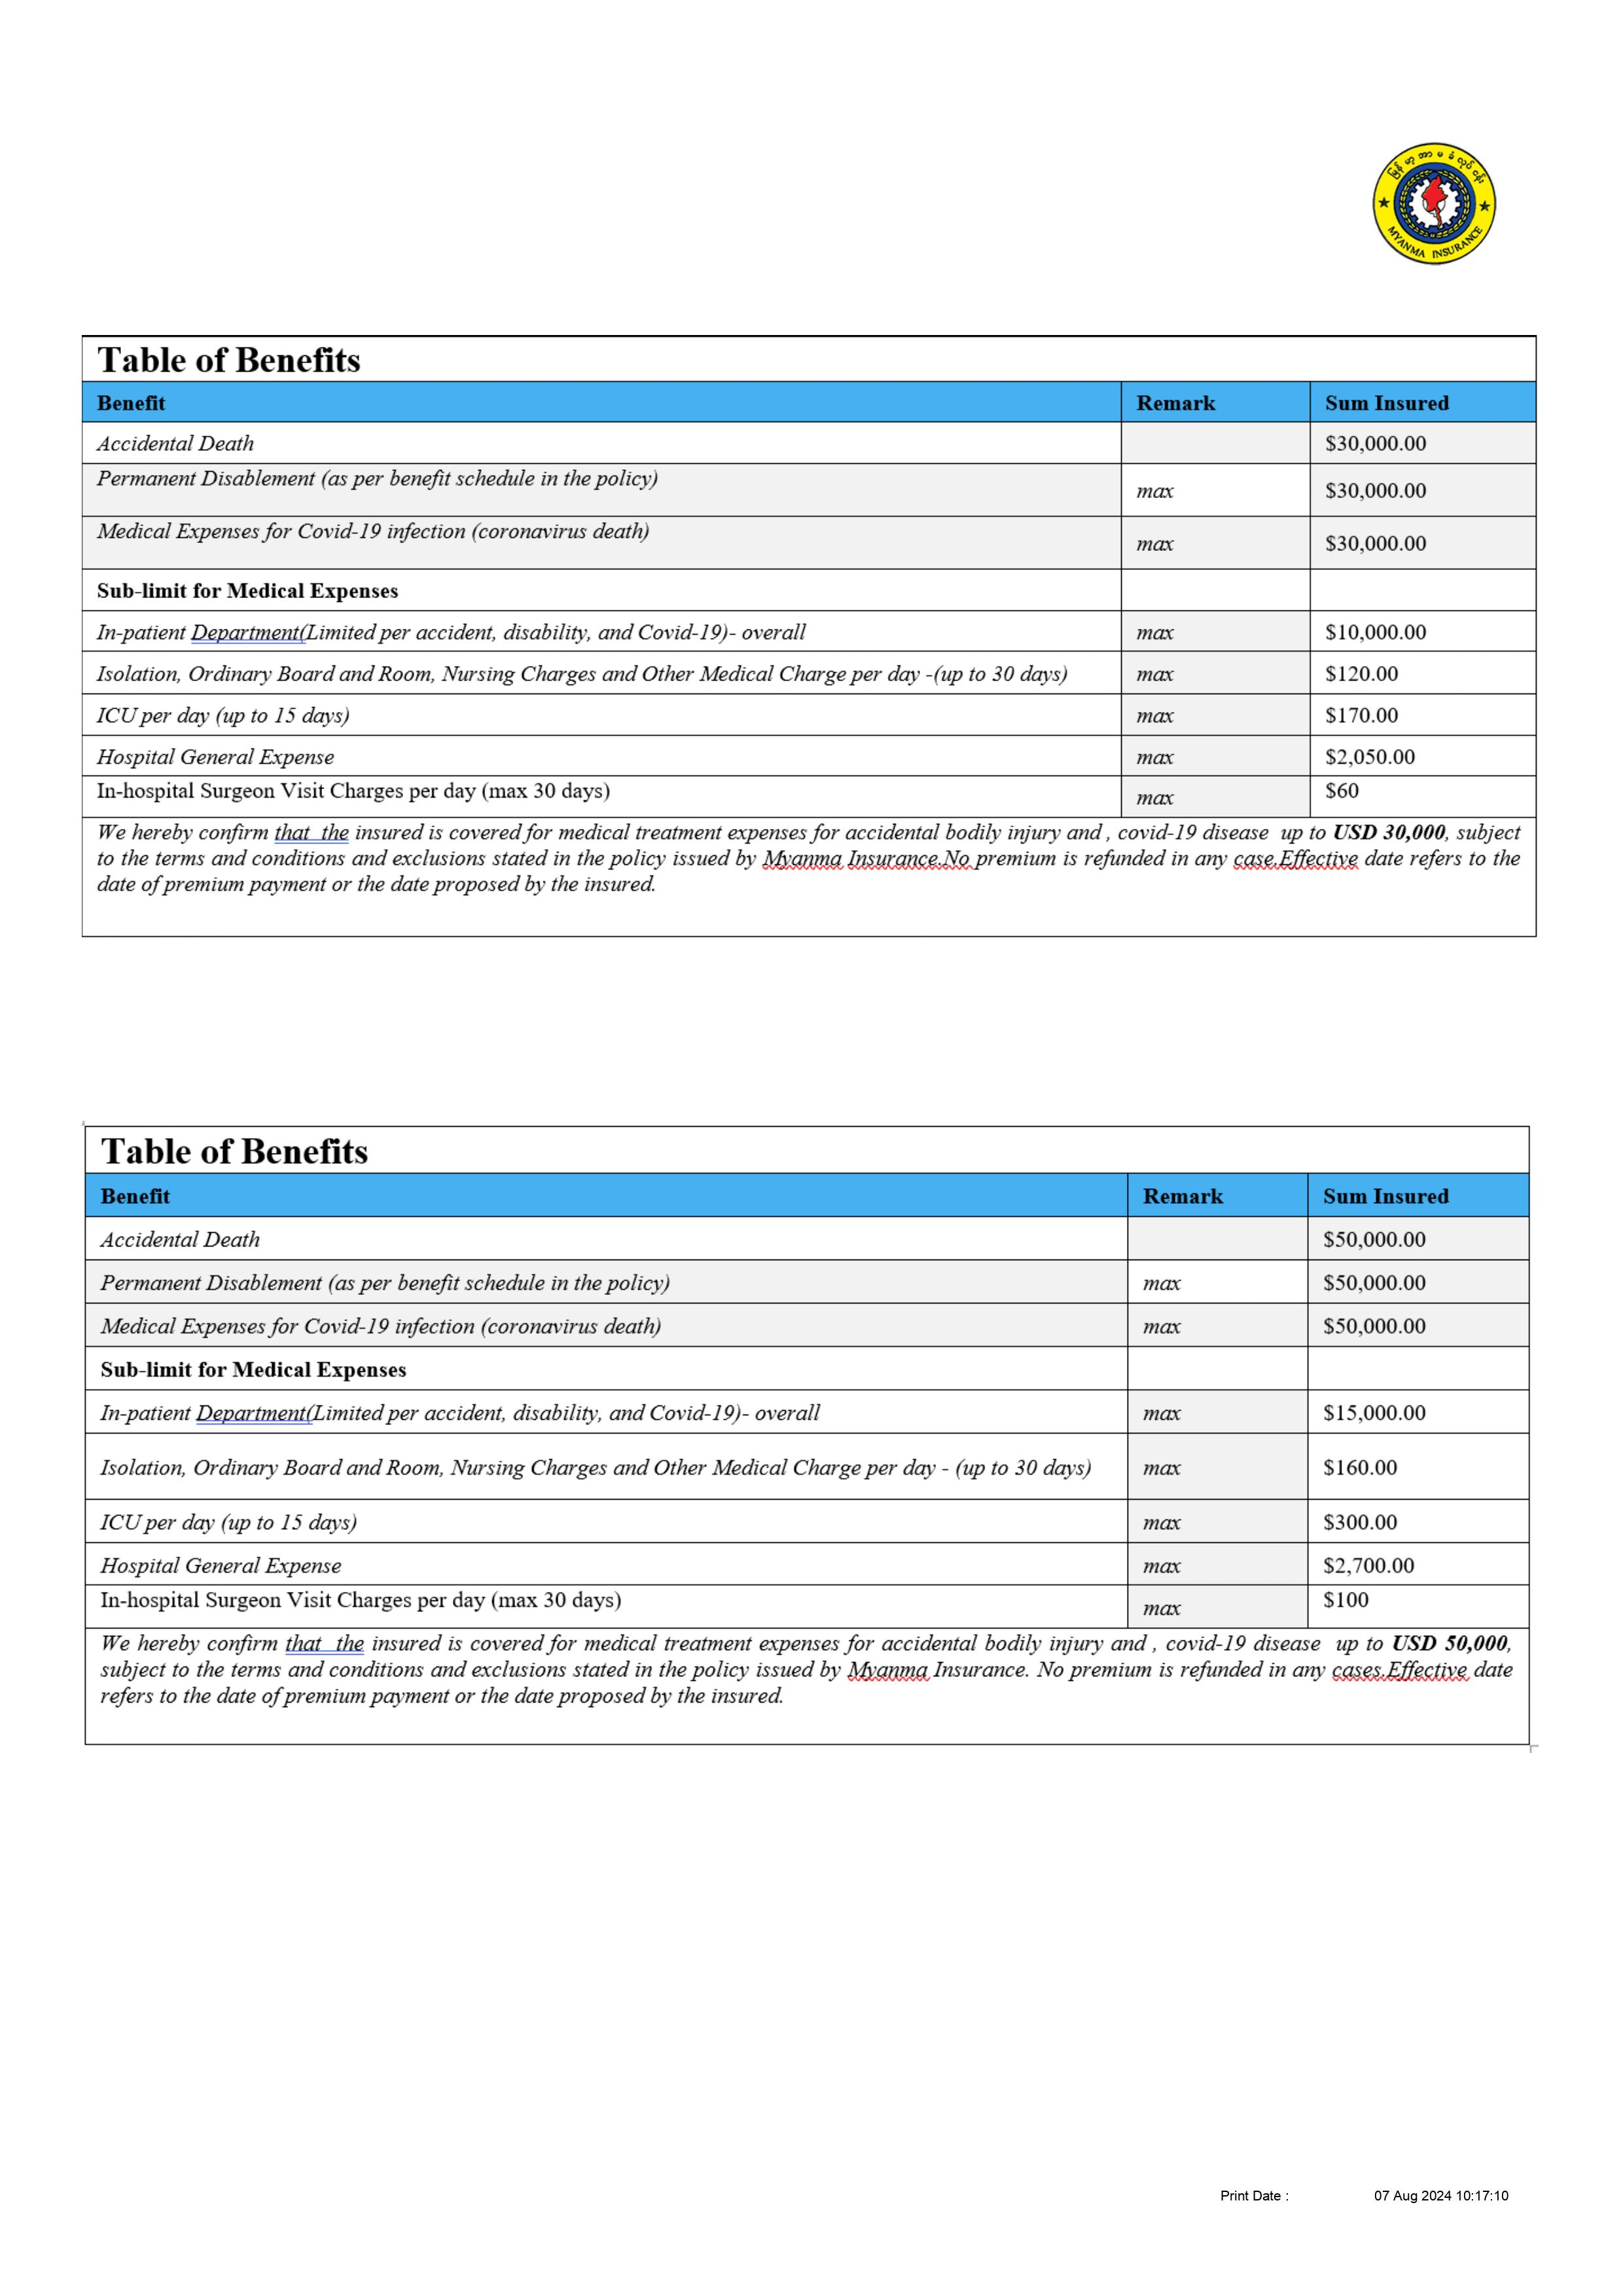 မြန်မာ့အာမခံလုပ်ငန်း
MYANMA INSURANCE
Table of Benefits
Benefit Remark Sum Insured
Accidental Death $30,000.00
Permanent Disablement (as per benefit schedule in the policy) max $30,000.00
Medical Expenses for Covid-19 infection (coronavirus death) max $30,000.00
Sub-limit for Medical Expenses
In-patient Department(Limited per accident, disability, and Covid-19)- overall max $10,000.00
Isolation, Ordinary Board and Room, Nursing Charges and Other Medical Charge per day -(up to 30 days) max $120.00
ICU per day (up to 15 days) max $170.00
Hospital General Expense max $2,050.00
In-hospital Surgeon Visit Charges per day (max 30 days) max $60
We hereby confirm that the insured is covered for medical treatment expenses for accidental bodily injury and , covid-19 disease up to USD 30,000, subject
to the terms and conditions and exclusions stated in the policy issued by Myanma Insurance.No premium is refunded in any case.Effective date refers to the
date of premium payment or the date proposed by the insured.
Table of Benefits
Benefit Remark Sum Insured
Accidental Death $50,000.00
Permanent Disablement (as per benefit schedule in the policy) max $50,000.00
Medical Expenses for Covid-19 infection (coronavirus death) max $50,000.00
Sub-limit for Medical Expenses
In-patient Department(Limited per accident, disability, and Covid-19)- overall max $15,000.00
Isolation, Ordinary Board and Room, Nursing Charges and Other Medical Charge per day - (up to 30 days) max $160.00
ICU per day (up to 15 days) max $300.00
Hospital General Expense max $2,700.00
In-hospital Surgeon Visit Charges per day (max 30 days) max $100
We hereby confirm that the insured is covered for medical treatment expenses for accidental bodily injury and , covid-19 disease up to USD 50,000,
subject to the terms and conditions and exclusions stated in the policy issued by Myanma Insurance. No premium is refunded in any cases.Effective date
refers to the date of premium payment or the date proposed by the insured.
Print Date : 07 Aug 2024 10:17:10